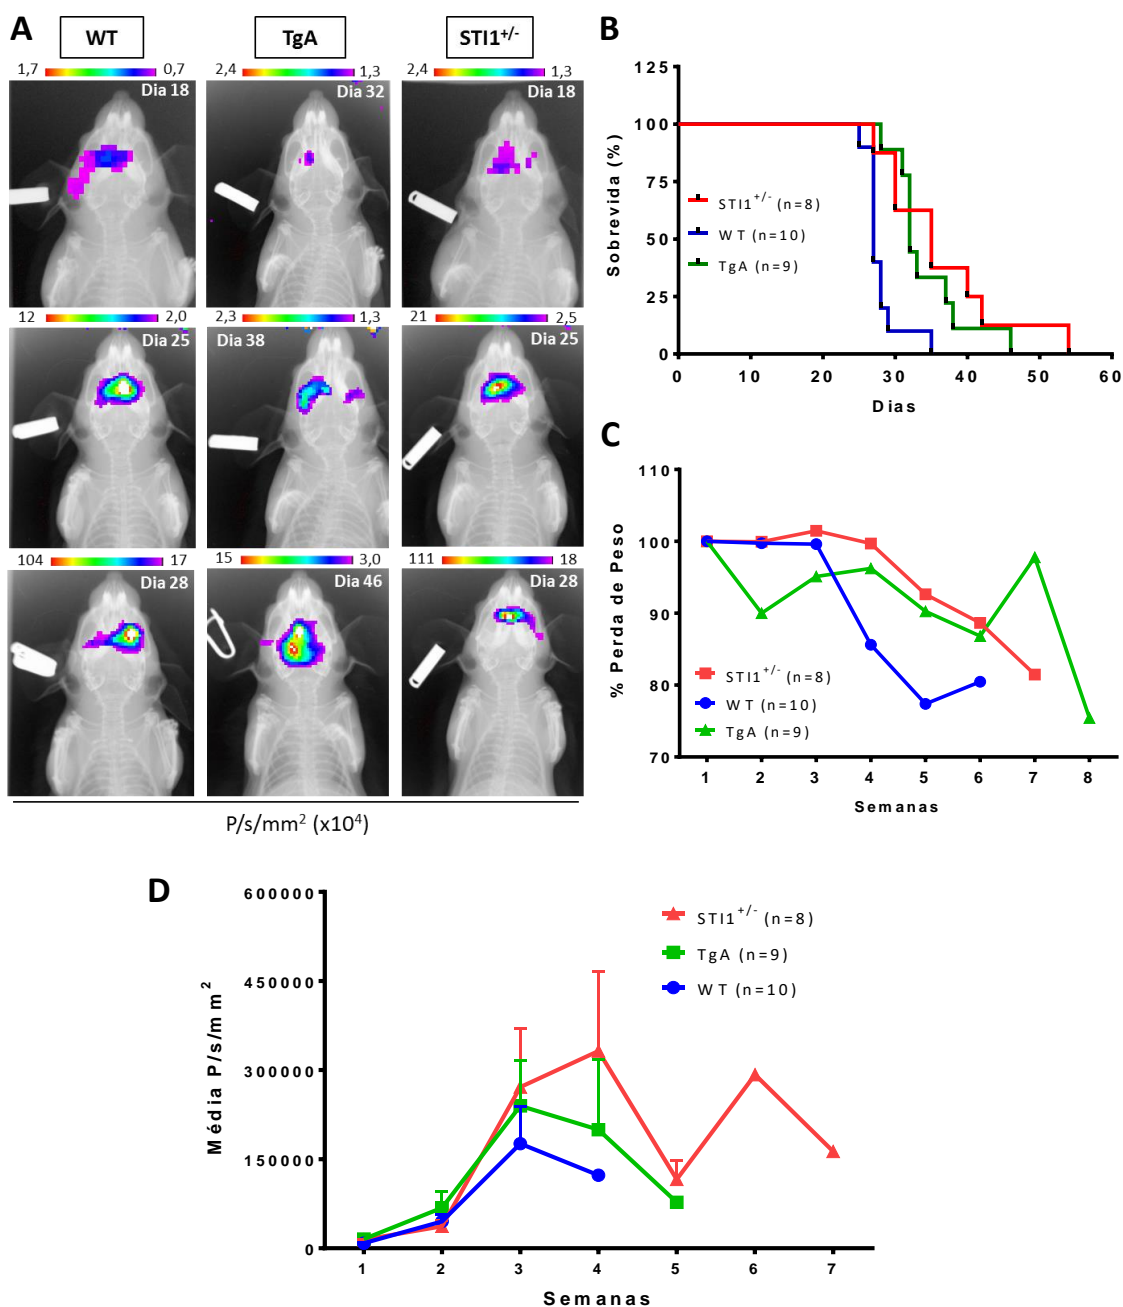 A
WT
TgA
STI1+/-
1,7 0,7
2,4 1,3
2,4 1,3
Dia 18
Dia 32
Dia 18
12 2,0
2,3 1,3
21 2,5
Dia 25
Dia 38
Dia 25
104 17
15 3,0
111 18
Dia 28
Dia 46
Dia 28
P/s/mm2 (x104)
B
Sobrevida (%)
125
100
75
50
25
0
STI1+/- (n=8)
WT (n=10)
TgA (n=9)
0 10 20 30 40 50 60
Dias
C
% Perda de Peso
110
100
90
80
70
STI1+/- (n=8)
WT (n=10)
TgA (n=9)
1 2 3 4 5 6 7 8
Semanas
D
Média P/s/mm2
600000
450000
300000
150000
0
STI1+/- (n=8)
TgA (n=9)
WT (n=10)
1 2 3 4 5 6 7
Semanas